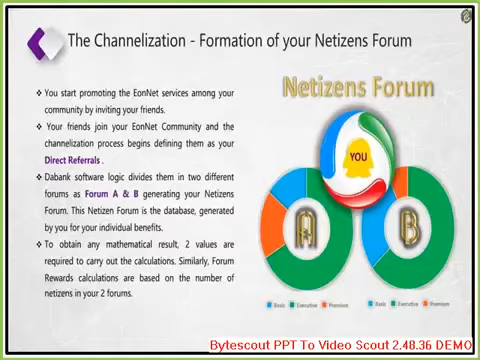 The Channelization - Formation of your Netizens Forum
❖ You start promoting the EonNet services among your
community by inviting your friends.
❖ Your friends join your EonNet Community and the
channelization process begins defining them as your
Direct Referrals .
❖ Dabank software logic divides them in two different
forums as Forum A & B generating your Netizens
Forum. This Netizen Forum is the database, generated
by you for your individual benefits.
❖ To obtain any mathematical result, 2 values are
required to carry out the calculations. Similarly, Forum
Rewards calculations are based on the number of
netizens in your 2 forums.
Netizens Forum
YOU
A
B
Basic Executive Premium
Basic Executive Premium
Bytescout PPT To Video Scout 2.48.36 DEMO